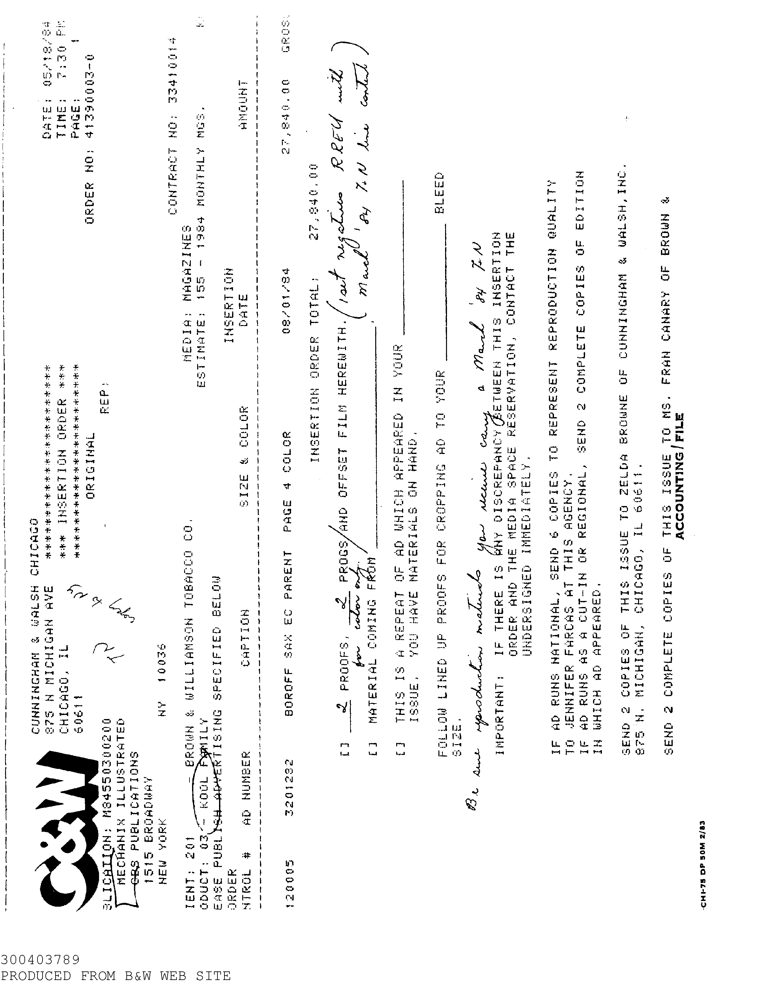 CUNNINGHAM & WALSH CHICAGO
875 N MICHIGAN AVE
CHICAGO, IL
60611
C&W
******************************
*** INSERTION ORDER ***
******************************
ORIGINAL
DATE: 05/18/84
TIME: 7:30 PM
PAGE: 1
ORDER NO: 41390003-0
REP:
BLICATION: M84550300200
MECHANIX ILLUSTRATED
CBS PUBLICATIONS
1515 BROADWAY
NEW YORK NY 10036
CONTRACT NO: 33410014
IENT: 201 BROWN & WILLIAMSON TOBACCO CO.
MEDIA: MAGAZINES
ODUCT: 03 - KOOL FAMILY
ESTIMATE: 155 - 1984 MONTHLY MGS.
EASE PUBLISH ADVERTISING SPECIFIED BELOW
ORDER INSERTION
NTROL # AD NUMBER CAPTION SIZE & COLOR DATE AMOUNT
120005 3201232 BOROFF SAX EC PARENT PAGE 4 COLOR 08/01/84 27,840.00 GROSS
INSERTION ORDER TOTAL: 27,840.00
[] 2 PROOFS, 2 PROGS/AND OFFSET FILM HEREWITH. (1 set negatives RREU with
for color only. March '84 7.N line control)
[] MATERIAL COMING FROM
[] THIS IS A REPEAT OF AD WHICH APPEARED IN YOUR
ISSUE. YOU HAVE MATERIALS ON HAND.
FOLLOW LINED UP PROOFS FOR CROPPING AD TO YOUR BLEED
SIZE.
Be sure reproduction materials you receive carry a March '84 7.N
IMPORTANT: IF THERE IS ANY DISCREPANCY BETWEEN THIS INSERTION
ORDER AND THE MEDIA SPACE RESERVATION, CONTACT THE
UNDERSIGNED IMMEDIATELY.
IF AD RUNS NATIONAL, SEND 6 COPIES TO REPRESENT REPRODUCTION QUALITY
TO JENNIFER FARCAS AT THIS AGENCY.
IF AD RUNS AS A CUT-IN OR REGIONAL, SEND 2 COMPLETE COPIES OF EDITION
IN WHICH AD APPEARED.
SEND 2 COPIES OF THIS ISSUE TO ZELDA BROWNE OF CUNNINGHAM & WALSH,INC.
875 N. MICHIGAN, CHICAGO, IL 60611.
SEND 2 COMPLETE COPIES OF THIS ISSUE TO MS. FRAN CANARY OF BROWN &
ACCOUNTING/FILE
CHI-75 DP 50M 2/83
300403789
PRODUCED FROM B&W WEB SITE